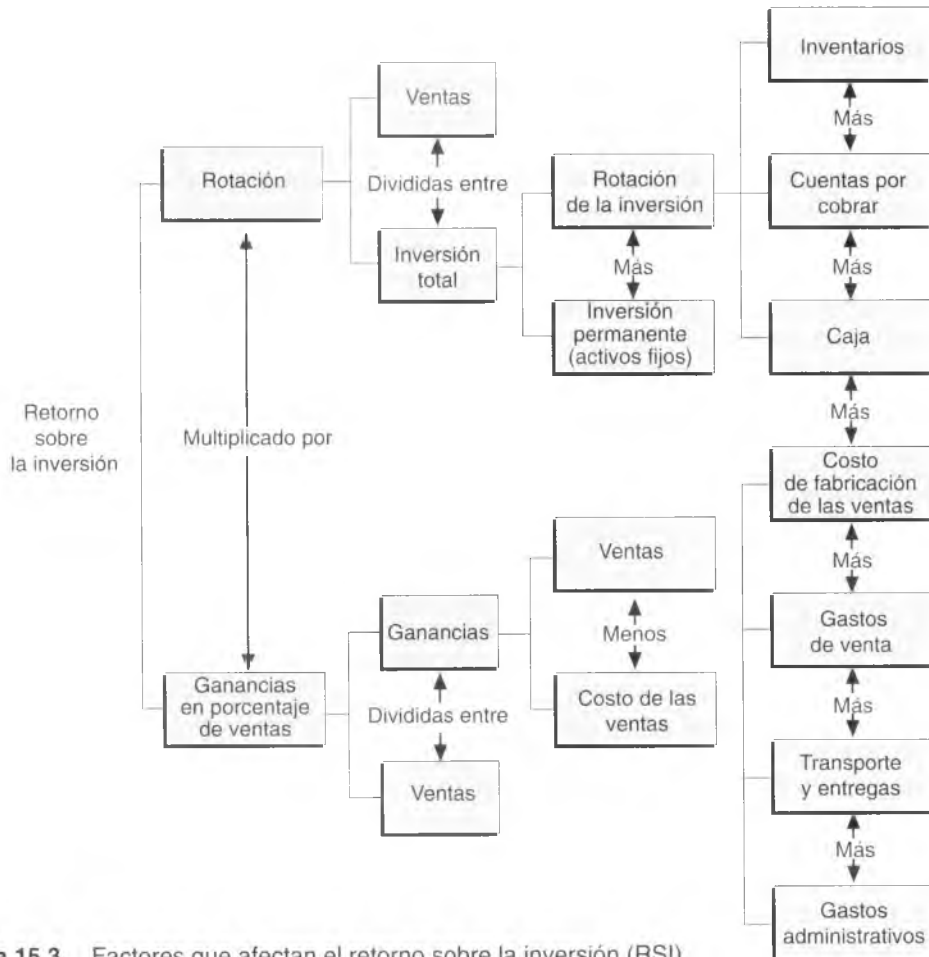 Inventarios
Más
Ventas
Rotación
Divididas entre
Rotación
de la inversión
Cuentas por
cobrar
Inversión
total
Más
Más
Inversión
permanente
(activos fijos)
Caja
Retorno
sobre
la inversión
Multiplicado por
Más
Costo
de fabricación
de las ventas
Ventas
Más
Ganancias
Menos
Gastos
de venta
Ganancias
en porcentaje
de ventas
Divididas entre
Costo de las
ventas
Más
Ventas
Transporte
y entregas
Más
Gastos
administrativos
15.3 Factores que afectan el retorno sobre la inversión (RSI)